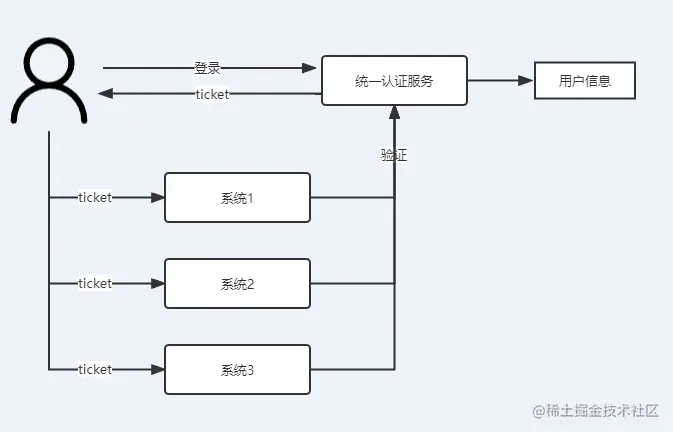 登录
统一认证服务
用户信息
ticket
验证
ticket
系统1
ticket
系统2
ticket
系统3
@稀土掘金技术社区